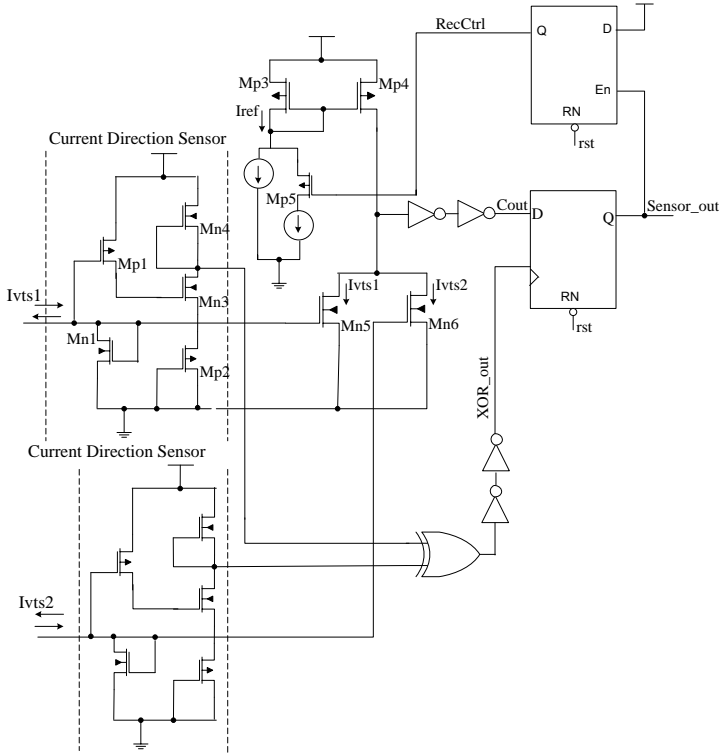 RecCtrl
Q
D
En
RN
rst
Mp3
Mp4
Iref
Current Direction Sensor
Mp5
Mn4
Mp1
Mn3
Cout
D
Q
Sensor_out
Ivts1
Ivts1
Ivts2
Mn5
Mn6
RN
rst
Mn1
Mp2
XOR_out
Current Direction Sensor
Ivts2